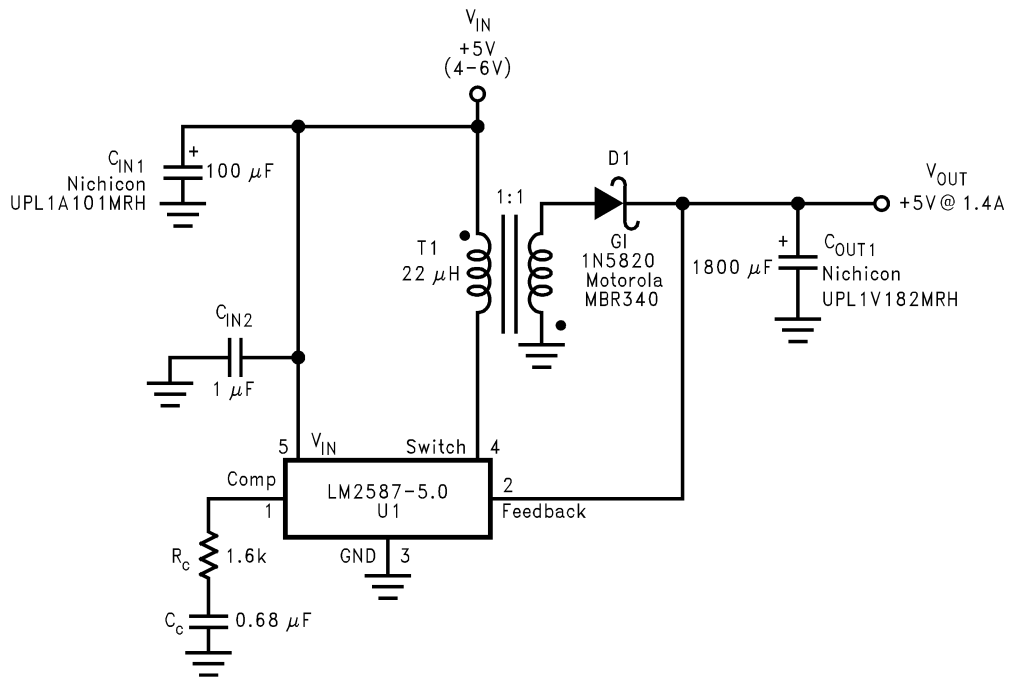 V_IN
+5V
(4-6V)
C_IN1
Nichicon
UPL1A101MRH
+
100 μF
D1
V_OUT
+5V @ 1.4A
1:1
T1
22 μH
GI
1N5820
Motorola
MBR340
+
1800 μF
C_OUT1
Nichicon
UPL1V182MRH
C_IN2
1 μF
5
V_IN
Switch
4
Comp
1
LM2587-5.0
U1
2
Feedback
GND
3
R_c
1.6k
C_c
0.68 μF